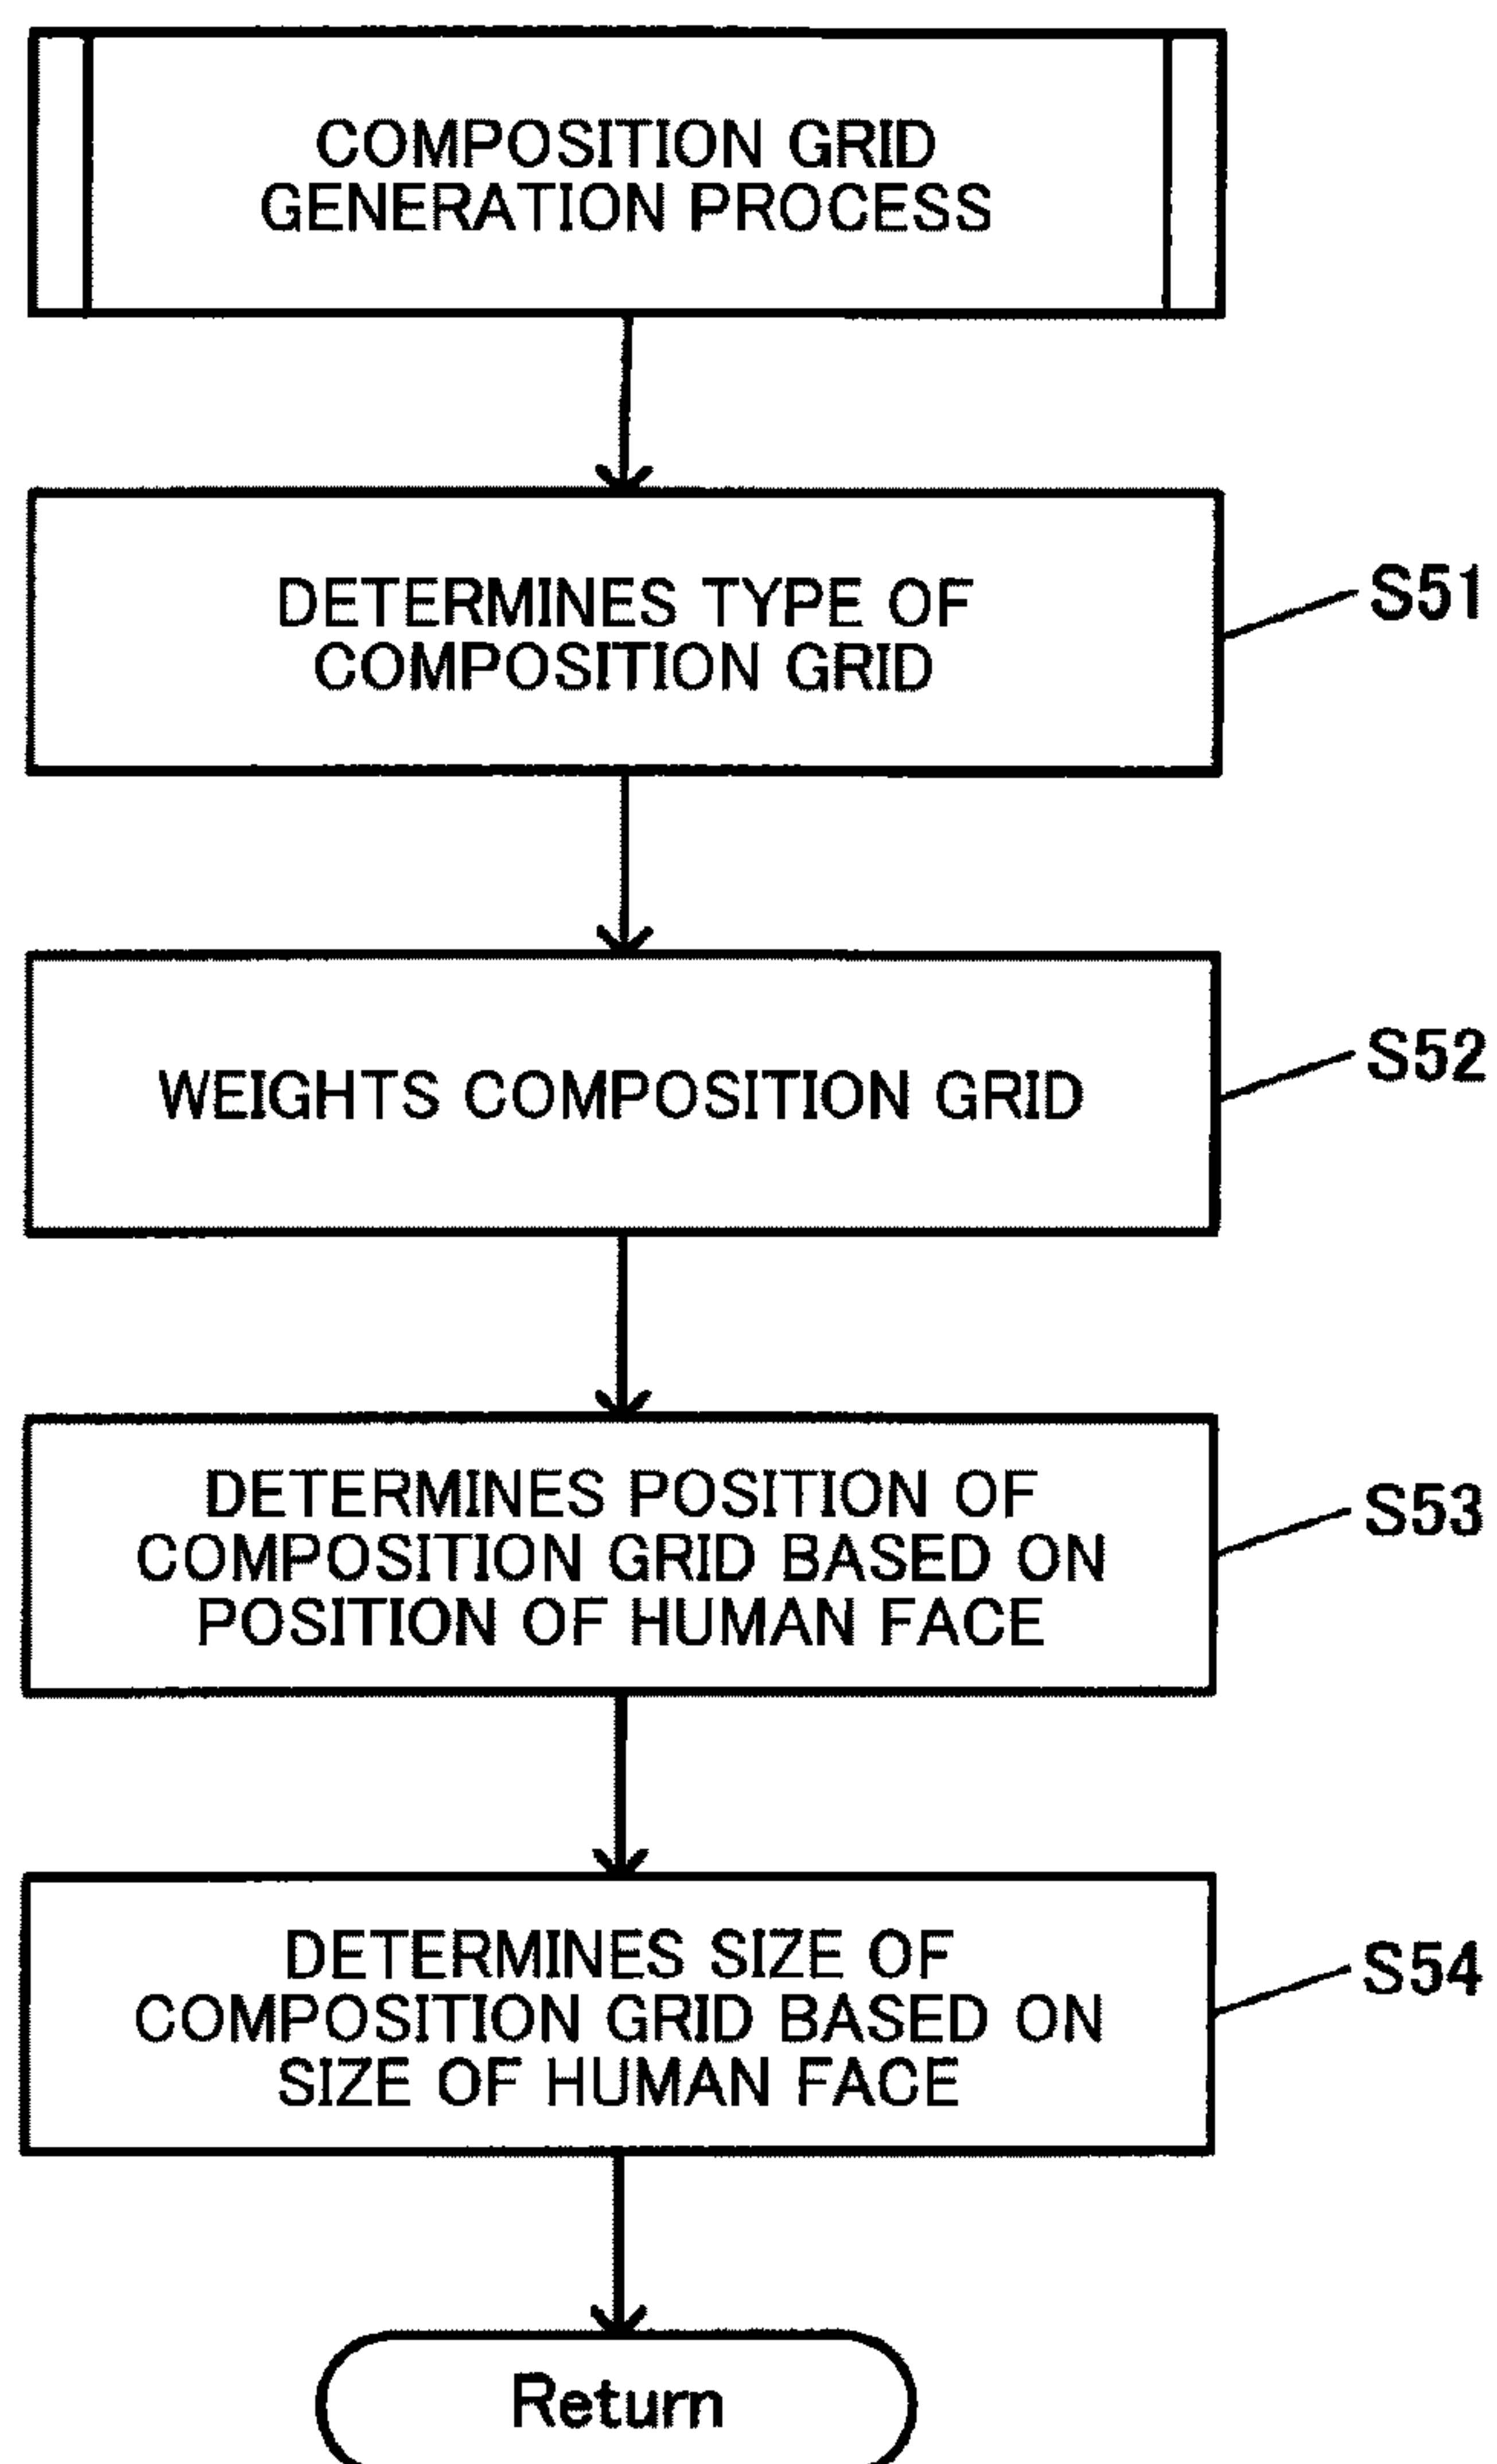 COMPOSITION GRID
GENERATION PROCESS
DETERMINES TYPE OF
COMPOSITION GRID
S51
WEIGHTS COMPOSITION GRID
S52
DETERMINES POSITION OF
COMPOSITION GRID BASED ON
POSITION OF HUMAN FACE
S53
DETERMINES SIZE OF
COMPOSITION GRID BASED ON
SIZE OF HUMAN FACE
S54
Return